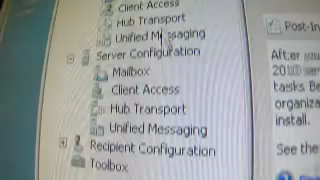 Client Access
Hub Transport
Unified Messaging
Server Configuration
Mailbox
Client Access
Hub Transport
Unified Messaging
Recipient Configuration
Toolbox
Post-In
After
tasks Be
organiza
install.
See the